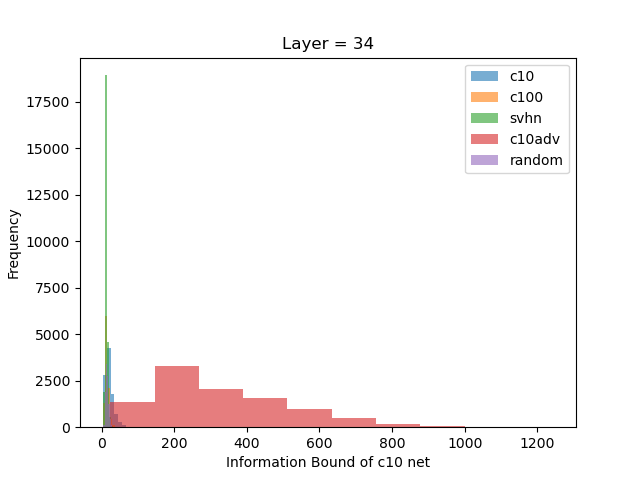 Layer = 34
c10
c100
svhn
c10adv
random
17500
15000
12500
10000
7500
5000
2500
0
Frequency
0 200 400 600 800 1000 1200
Information Bound of c10 net